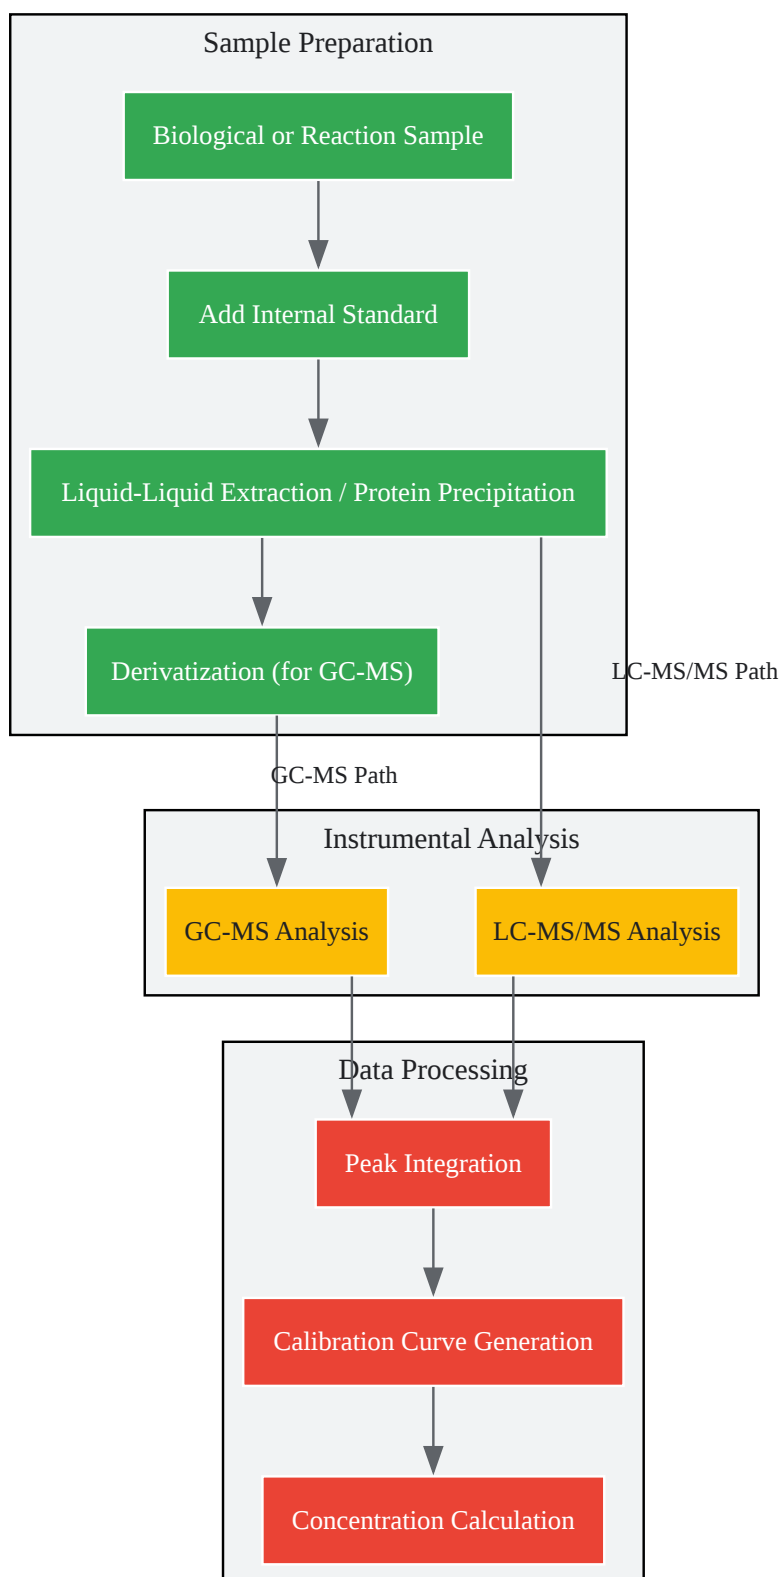 Sample Preparation
Biological or Reaction Sample
Add Internal Standard
Liquid-Liquid Extraction / Protein Precipitation
Derivatization (for GC-MS)
LC-MS/MS Path
GC-MS Path
Instrumental Analysis
GC-MS Analysis
LC-MS/MS Analysis
Data Processing
Peak Integration
Calibration Curve Generation
Concentration Calculation